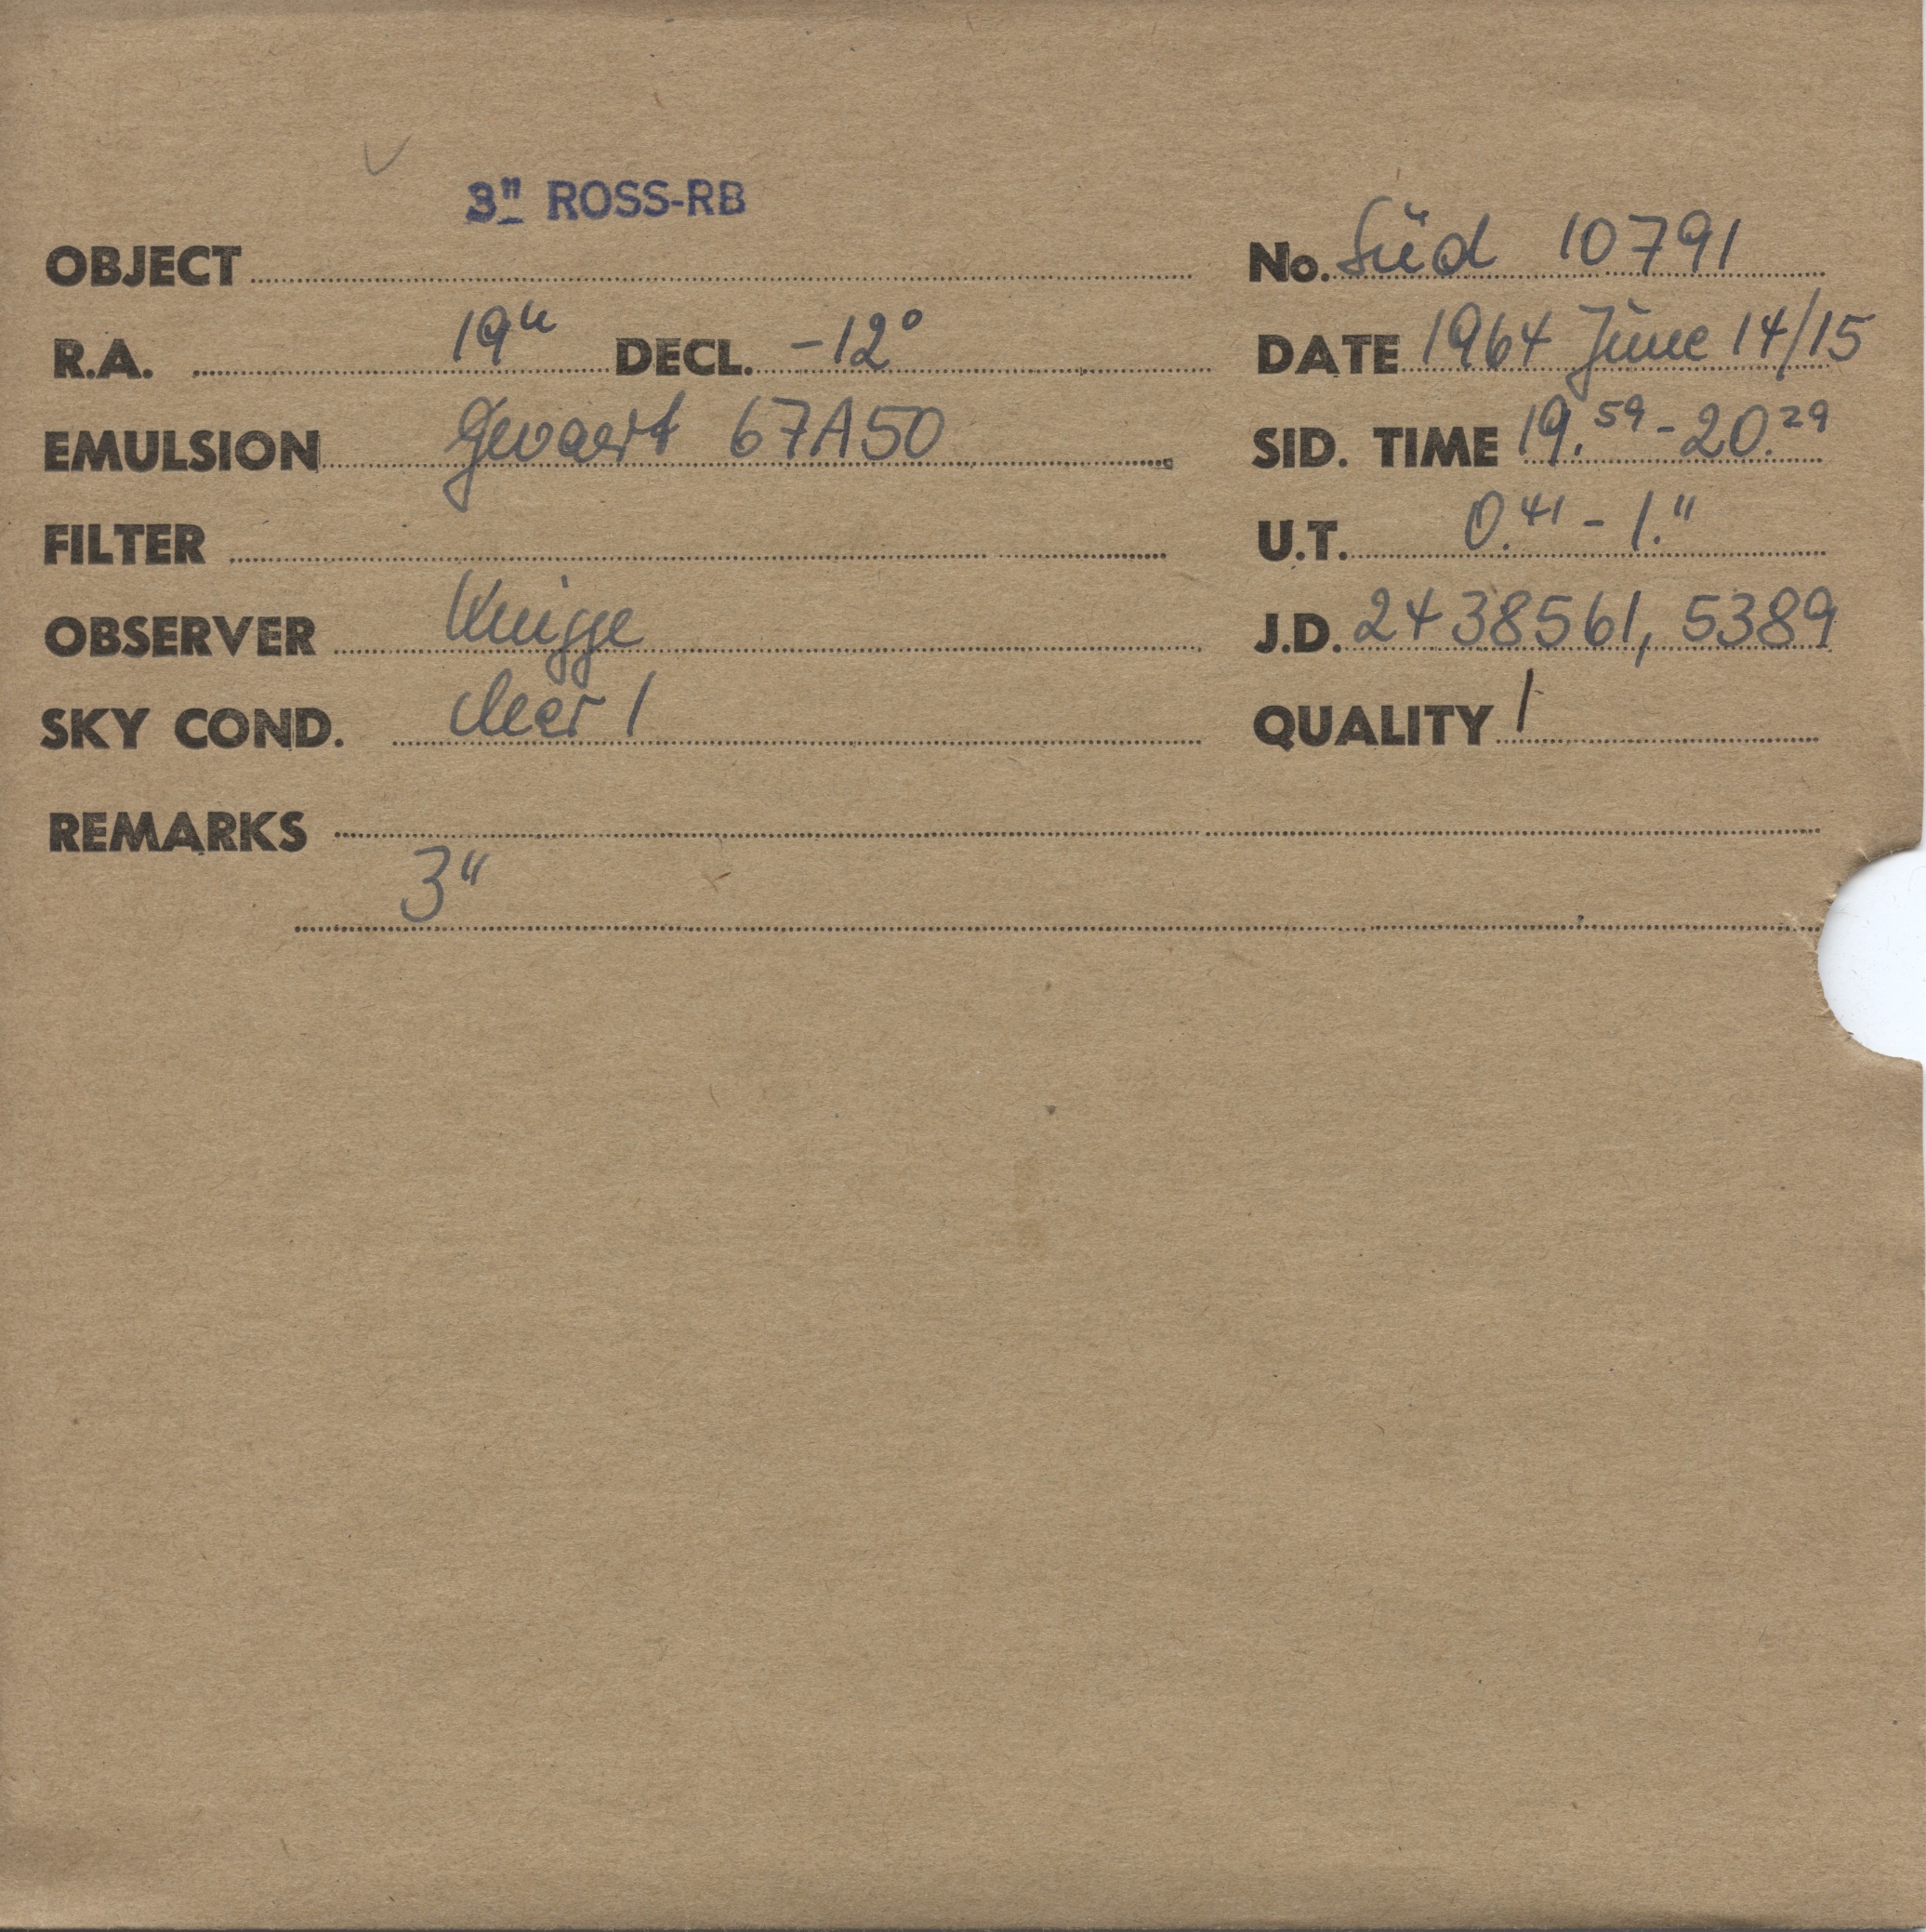 3" ROSS-RB
OBJECT
No. Süd 10791
R.A. 19h DECL. -12°
DATE 1964 June 14/15
EMULSION Gevaert 67A50
SID. TIME 19.59 - 20.29
FILTER
U.T. 0.41 - 1.11
OBSERVER Knigge
J.D. 2438561,5389
SKY COND. clear 1
QUALITY 1
REMARKS
3"